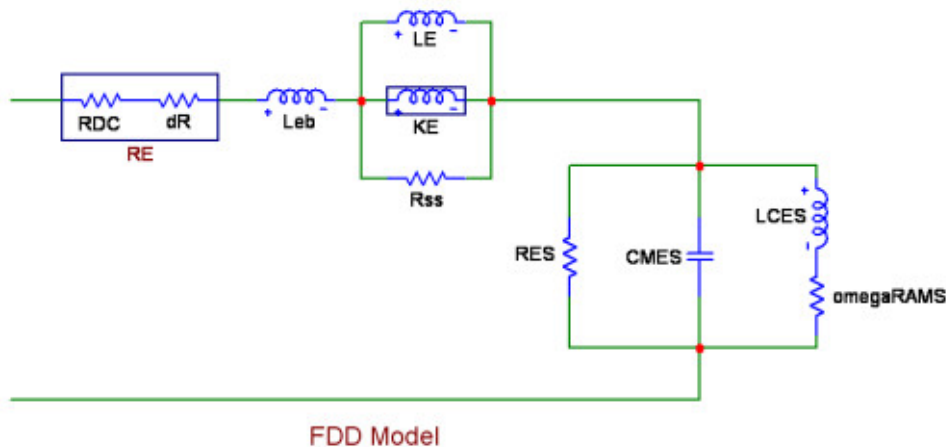 + -
LE
RDC dR
RE
+ -
Leb
+ -
KE
Rss
RES
CMES
+
LCES
-
omegaRAMS
FDD Model